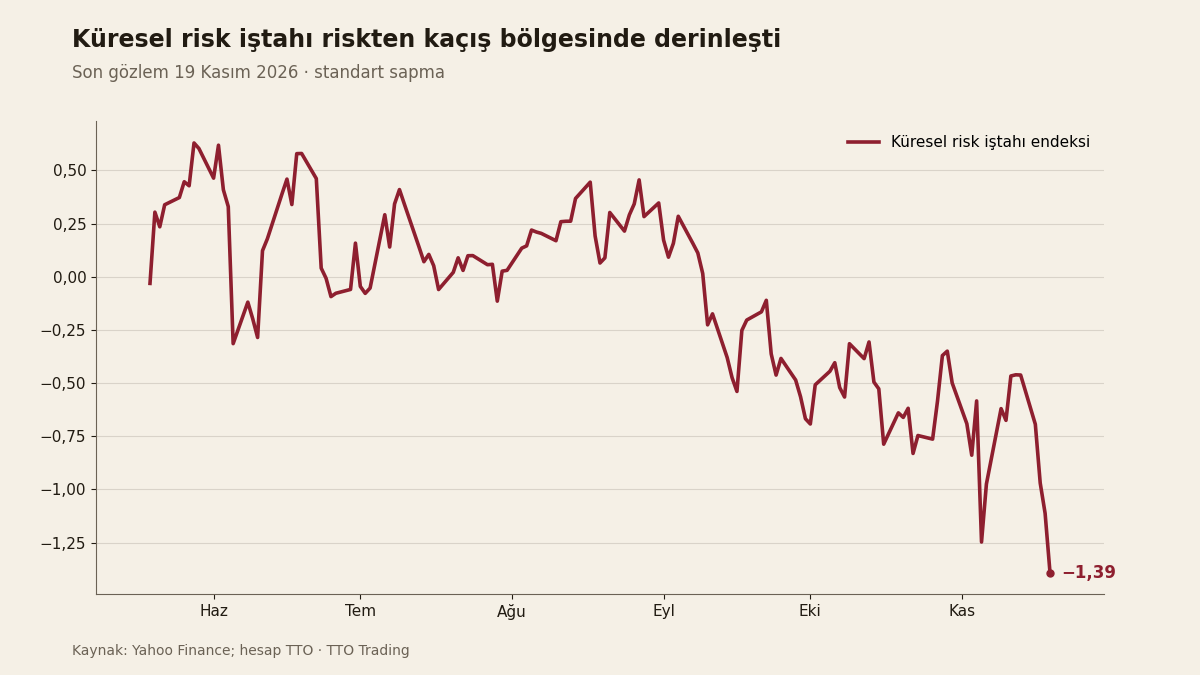 Küresel risk iştahı riskten kaçış bölgesinde derinleşti
Son gözlem 19 Kasım 2026 · standart sapma
Küresel risk iştahı endeksi
0,50
0,25
0,00
−0,25
−0,50
−0,75
−1,00
−1,25
−1,39
Haz Tem Ağu Eyl Eki Kas
Kaynak: Yahoo Finance; hesap TTO · TTO Trading